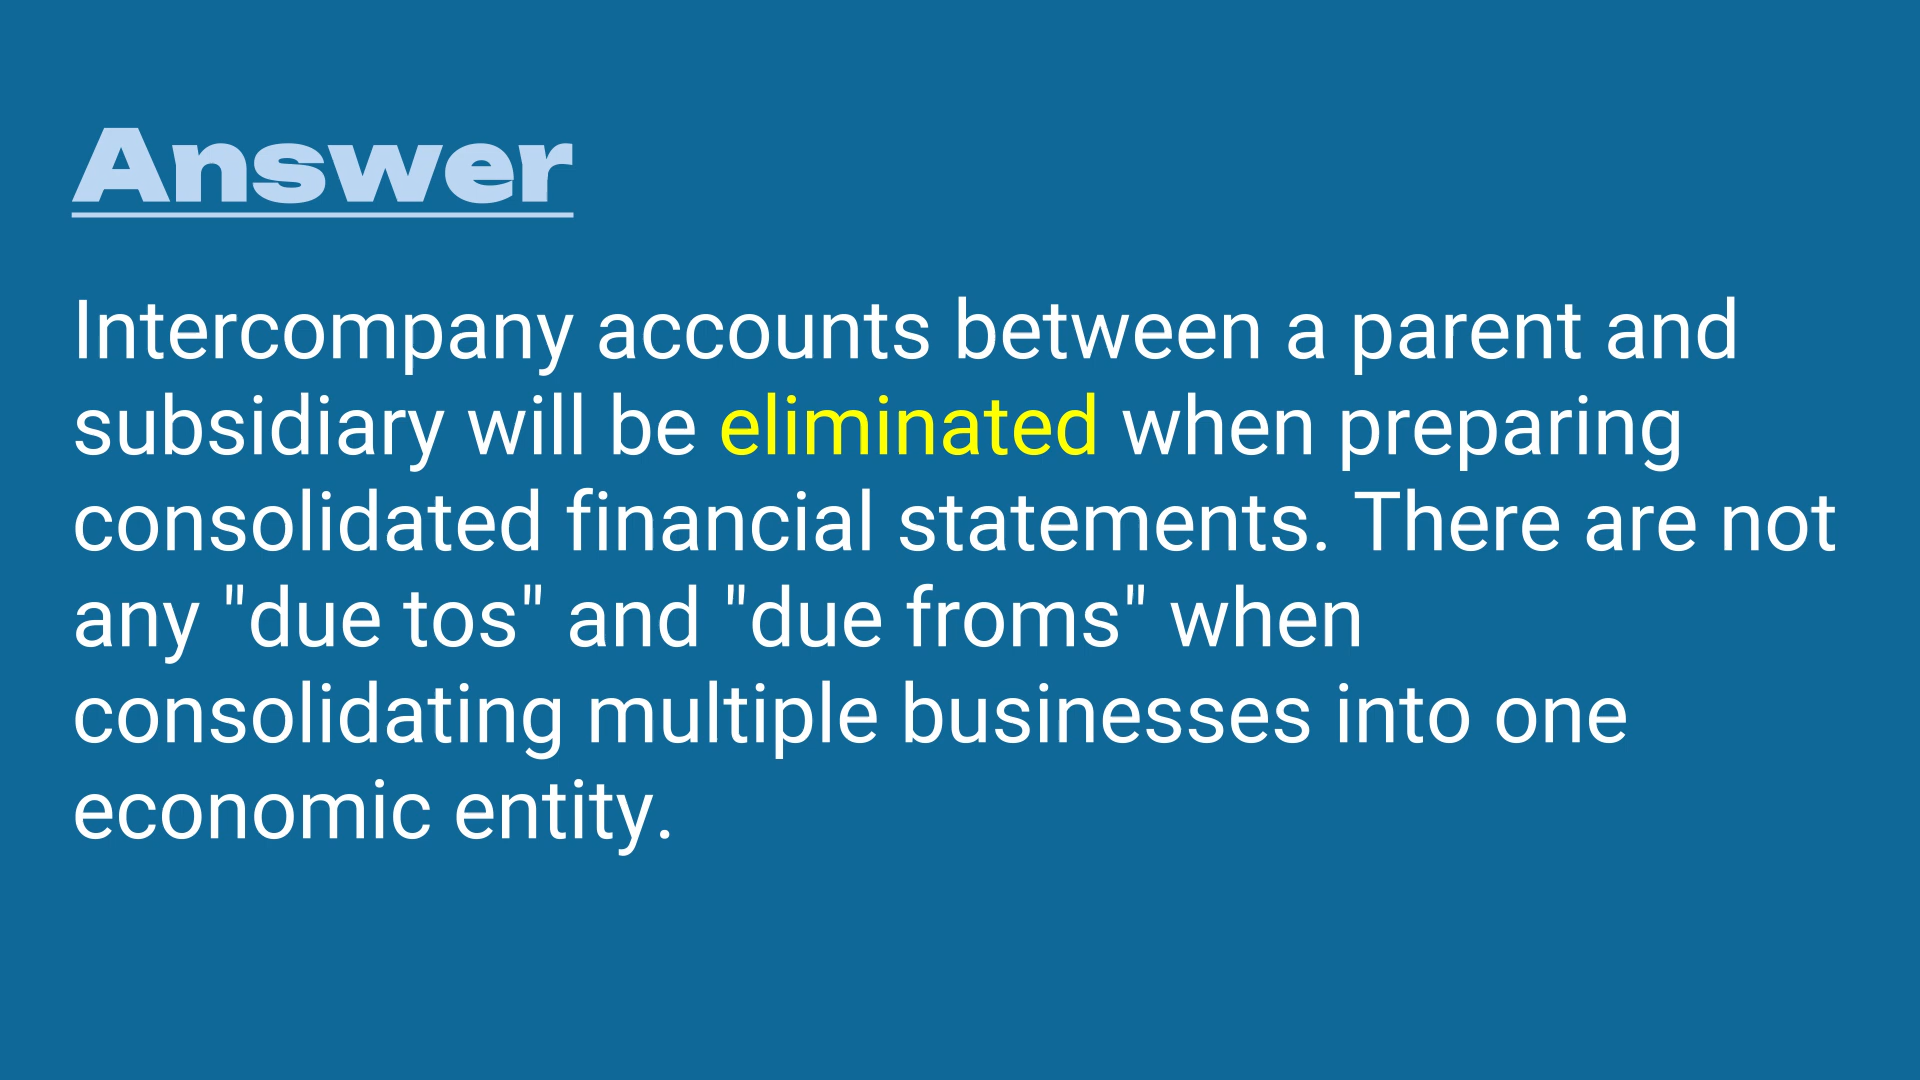 Answer
Intercompany accounts between a parent and
subsidiary will be eliminated when preparing
consolidated financial statements. There are not
any "due tos" and "due froms" when
consolidating multiple businesses into one
economic entity.